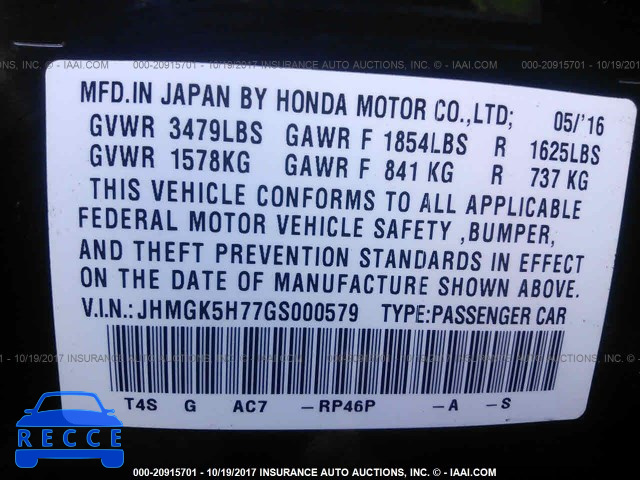 000-20915701 - 10/19/2017 INSURANCE AUTO AUCTIONS, INC. - © IAAI.COM
MFD.IN JAPAN BY HONDA MOTOR CO.,LTD; 05/'16
GVWR 3479LBS GAWR F 1854LBS R 1625LBS
GVWR 1578KG GAWR F 841 KG R 737 KG
THIS VEHICLE CONFORMS TO ALL APPLICABLE
FEDERAL MOTOR VEHICLE SAFETY ,BUMPER,
AND THEFT PREVENTION STANDARDS IN EFFECT
ON THE DATE OF MANUFACTURE SHOWN ABOVE.
V.I.N.:JHMGK5H77GS000579 TYPE:PASSENGER CAR
T4S G AC7 -RP46P -A -S
RECCE
000-20915701 - 10/19/2017 INSURANCE AUTO AUCTIONS, INC. - © IAAI.COM